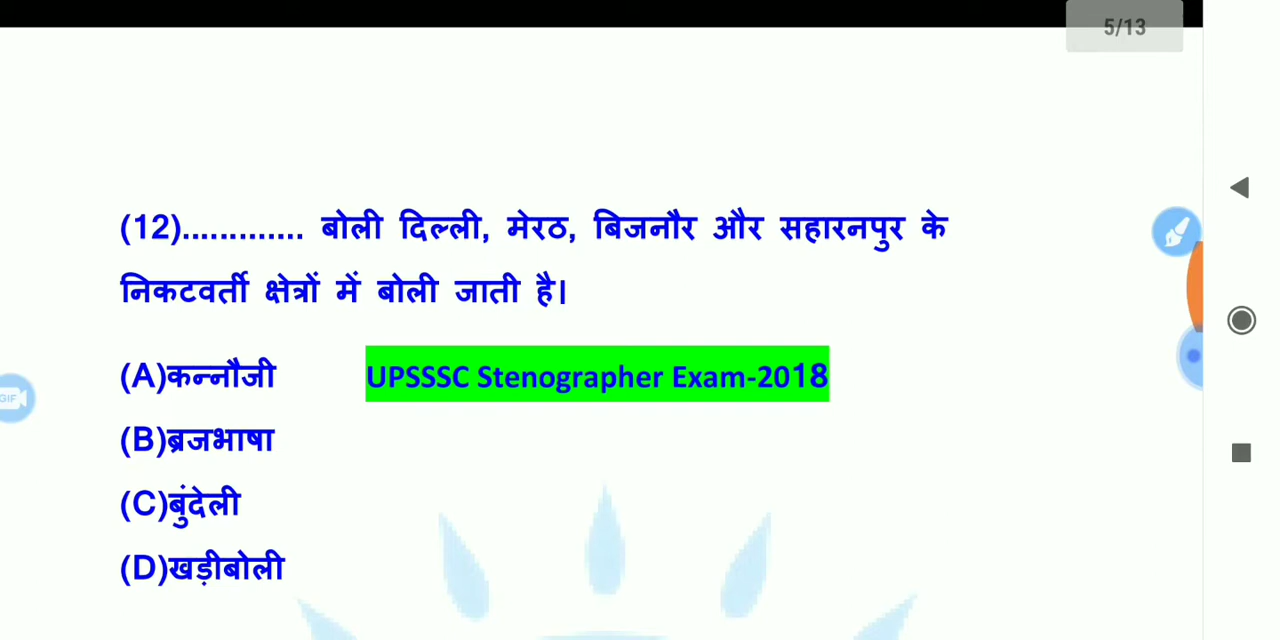 5/13
(12)............. बोली दिल्ली, मेरठ, बिजनौर और सहारनपुर के
निकटवर्ती क्षेत्रों में बोली जाती है।
(A)कन्नौजी UPSSSC Stenographer Exam-2018
(B)ब्रजभाषा
(C)बुंदेली
(D)खड़ीबोली
GIF